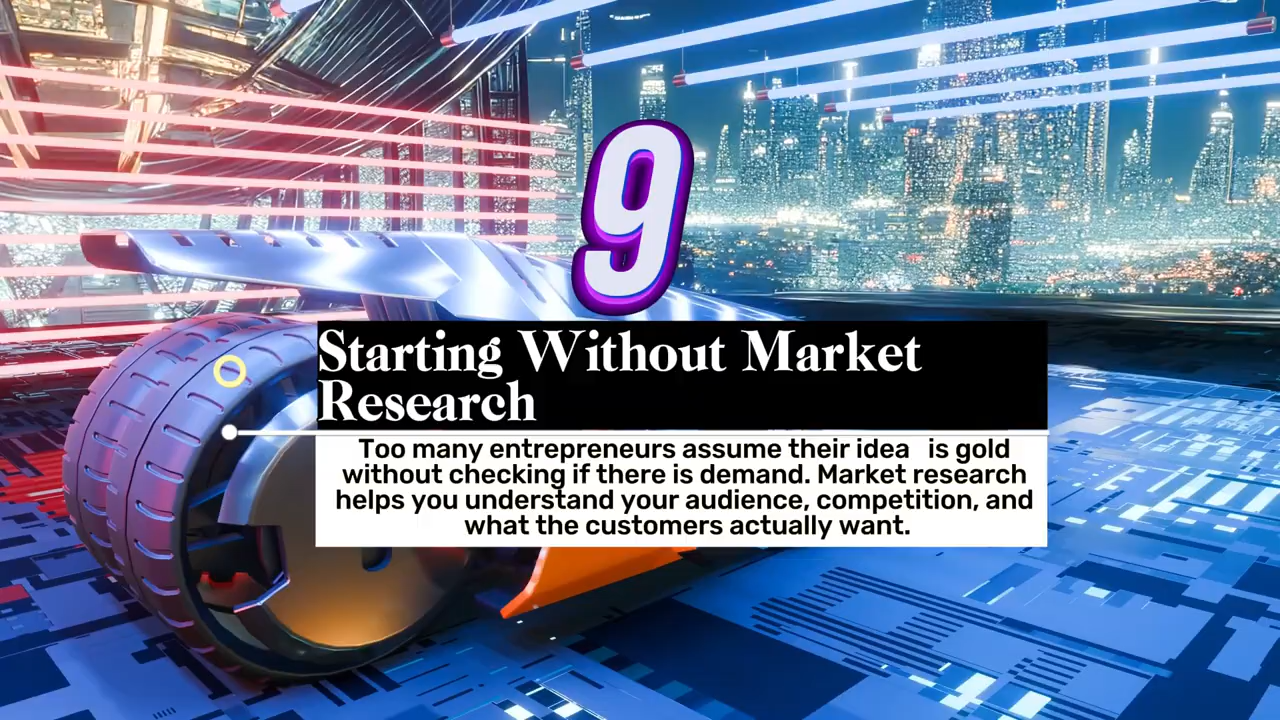 9
Starting Without Market
Research
Too many entrepreneurs assume their idea is gold
without checking if there is demand. Market research
helps you understand your audience, competition, and
what the customers actually want.